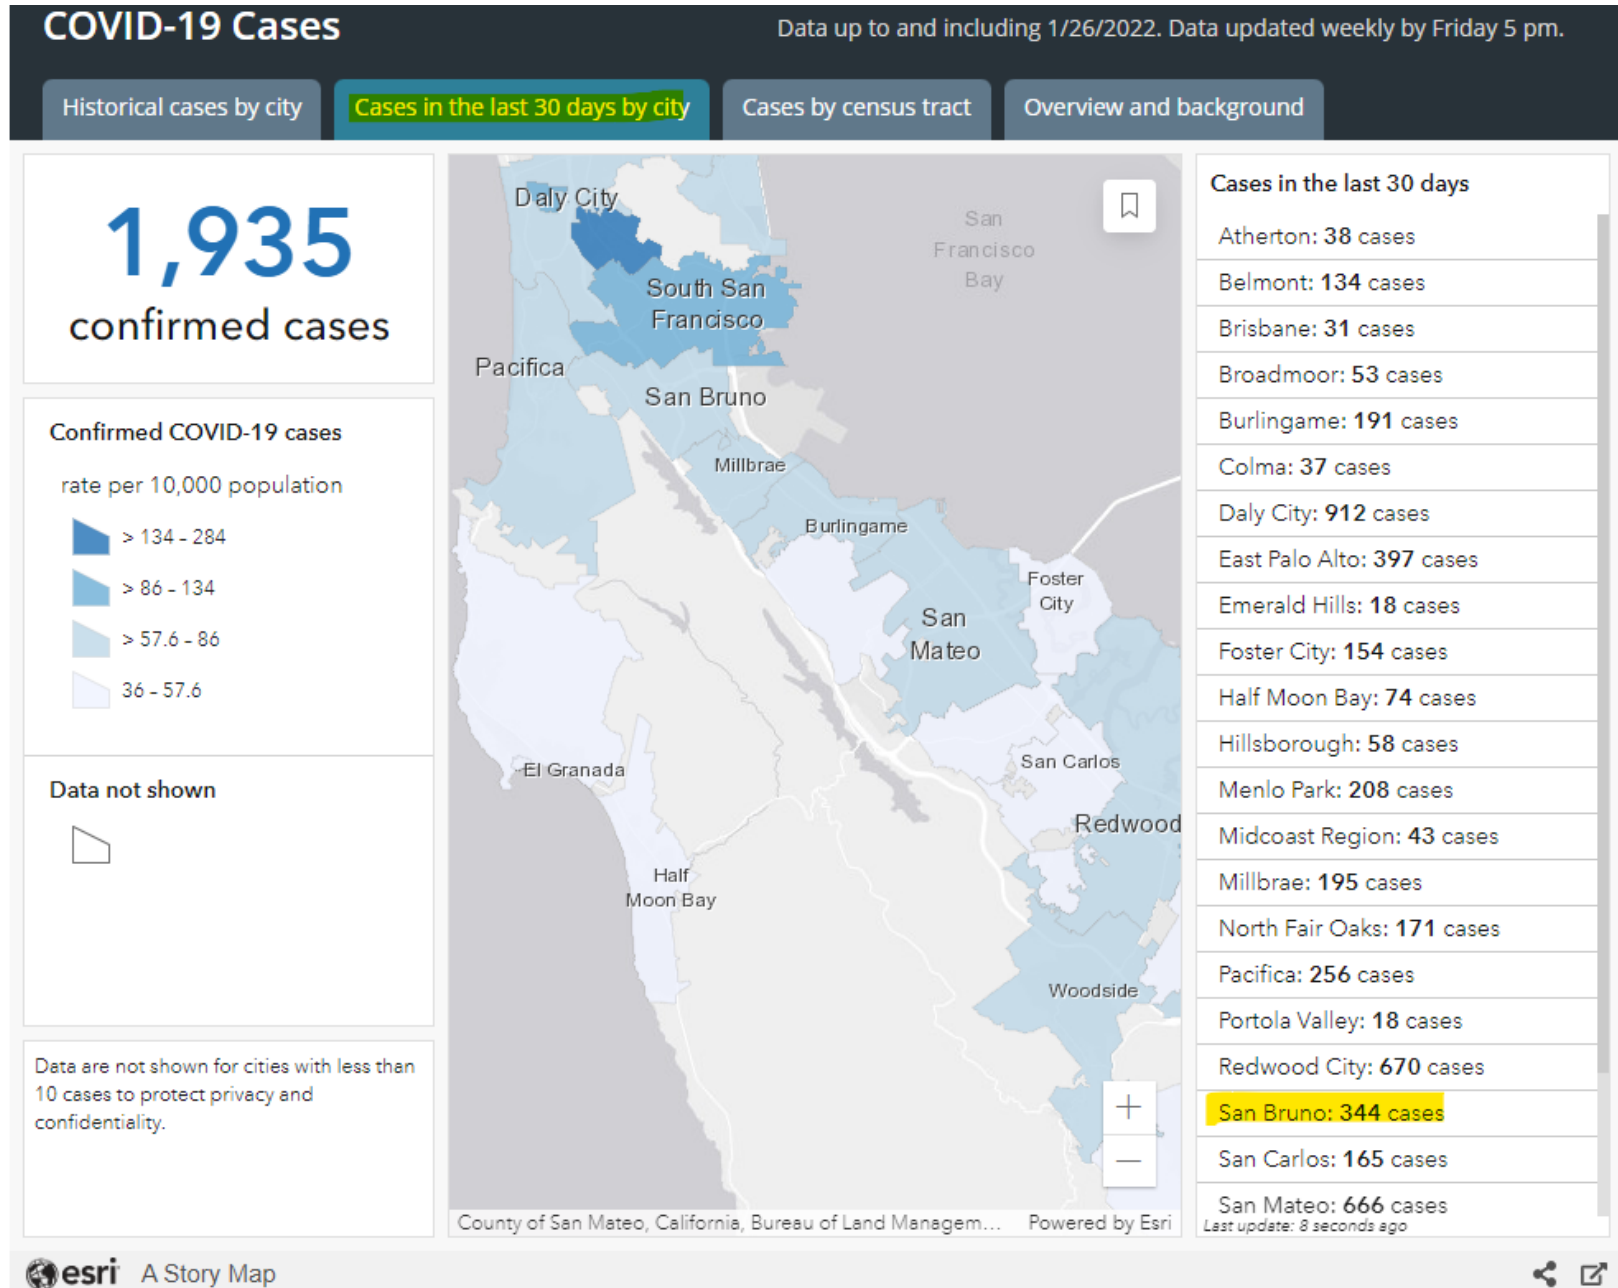 COVID-19 Cases
Data up to and including 1/26/2022. Data updated weekly by Friday 5 pm.
Historical cases by city
Cases in the last 30 days by city
Cases by census tract
Overview and background
1,935
confirmed cases
Confirmed COVID-19 cases
rate per 10,000 population
> 134 - 284
> 86 - 134
> 57.6 - 86
36 - 57.6
Data not shown
Data are not shown for cities with less than
10 cases to protect privacy and
confidentiality.
Daly City
San
Francisco
Bay
South San
Francisco
Pacifica
San Bruno
Millbrae
Burlingame
Foster
City
San
Mateo
El Granada
San Carlos
Redwood
Half
Moon Bay
Woodside
+
–
County of San Mateo, California, Bureau of Land Managem...
Powered by Esri
Cases in the last 30 days
Atherton: 38 cases
Belmont: 134 cases
Brisbane: 31 cases
Broadmoor: 53 cases
Burlingame: 191 cases
Colma: 37 cases
Daly City: 912 cases
East Palo Alto: 397 cases
Emerald Hills: 18 cases
Foster City: 154 cases
Half Moon Bay: 74 cases
Hillsborough: 58 cases
Menlo Park: 208 cases
Midcoast Region: 43 cases
Millbrae: 195 cases
North Fair Oaks: 171 cases
Pacifica: 256 cases
Portola Valley: 18 cases
Redwood City: 670 cases
San Bruno: 344 cases
San Carlos: 165 cases
San Mateo: 666 cases
Last update: 8 seconds ago
esri A Story Map